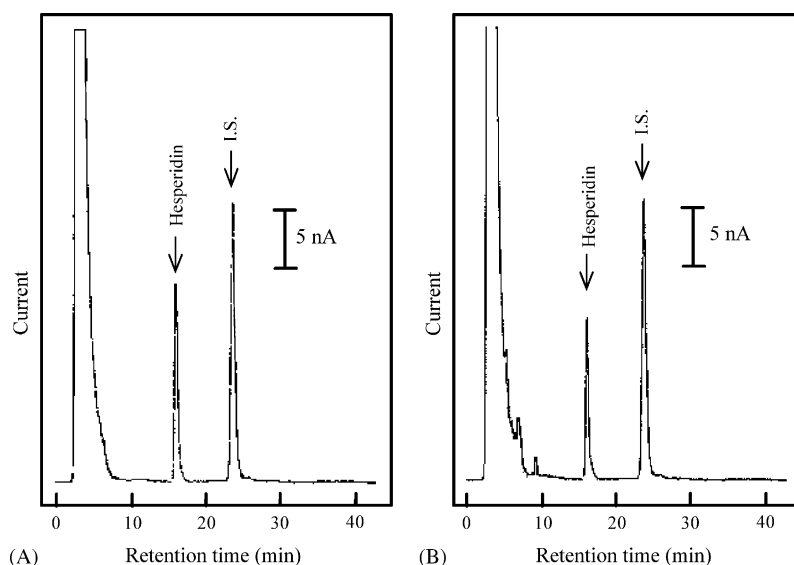 Current
Hesperidin
I.S.
5 nA
0 10 20 30 40
(A) Retention time (min)
Current
Hesperidin
I.S.
5 nA
0 10 20 30 40
(B) Retention time (min)